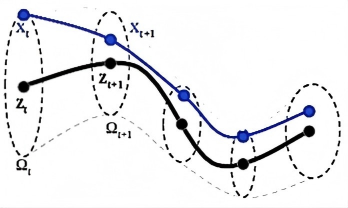 X_t
X_{t+1}
Z_t
Z_{t+1}
Ω_t
Ω_{t+1}